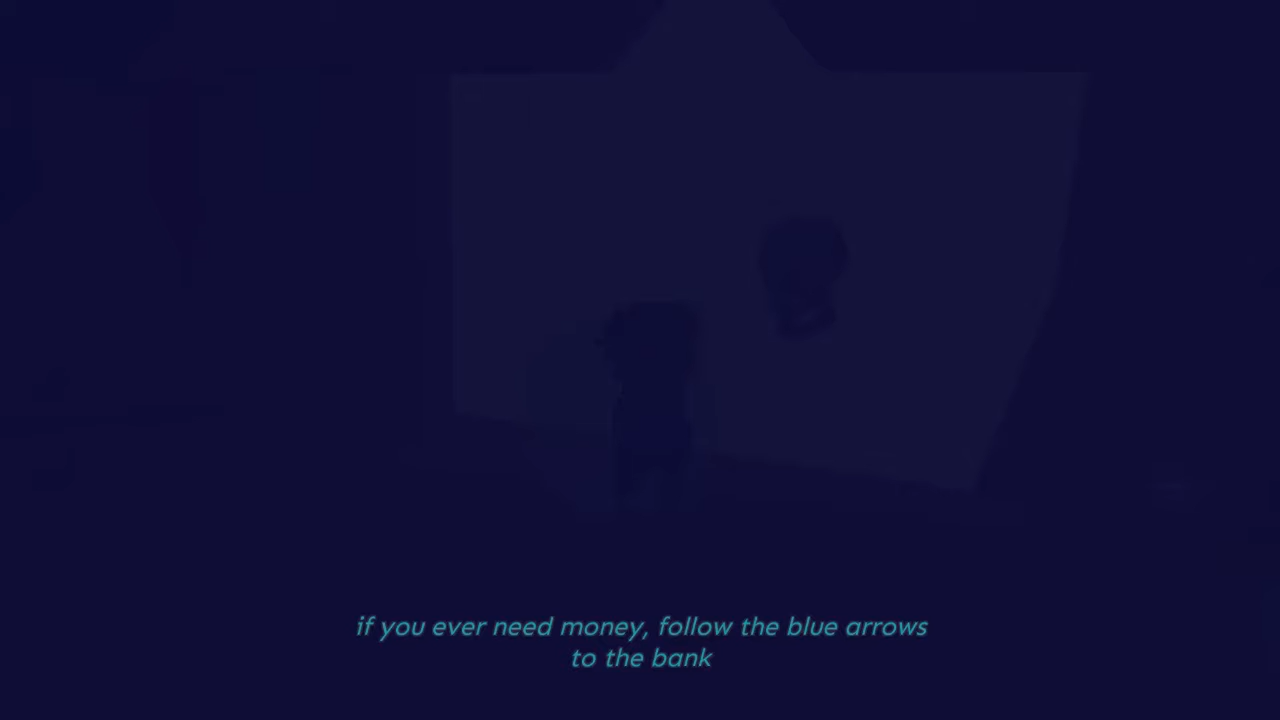 if you ever need money, follow the blue arrows
to the bank